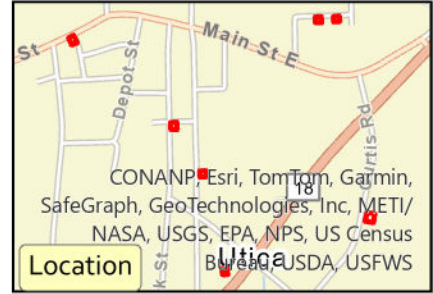 St
Main St E
Depot St
Curtis Rd
18
CONANP, Esri, TomTom, Garmin,
SafeGraph, GeoTechnologies, Inc, METI/
NASA, USGS, EPA, NPS, US Census
Bureau, USDA, USFWS
Utica
k St
Location